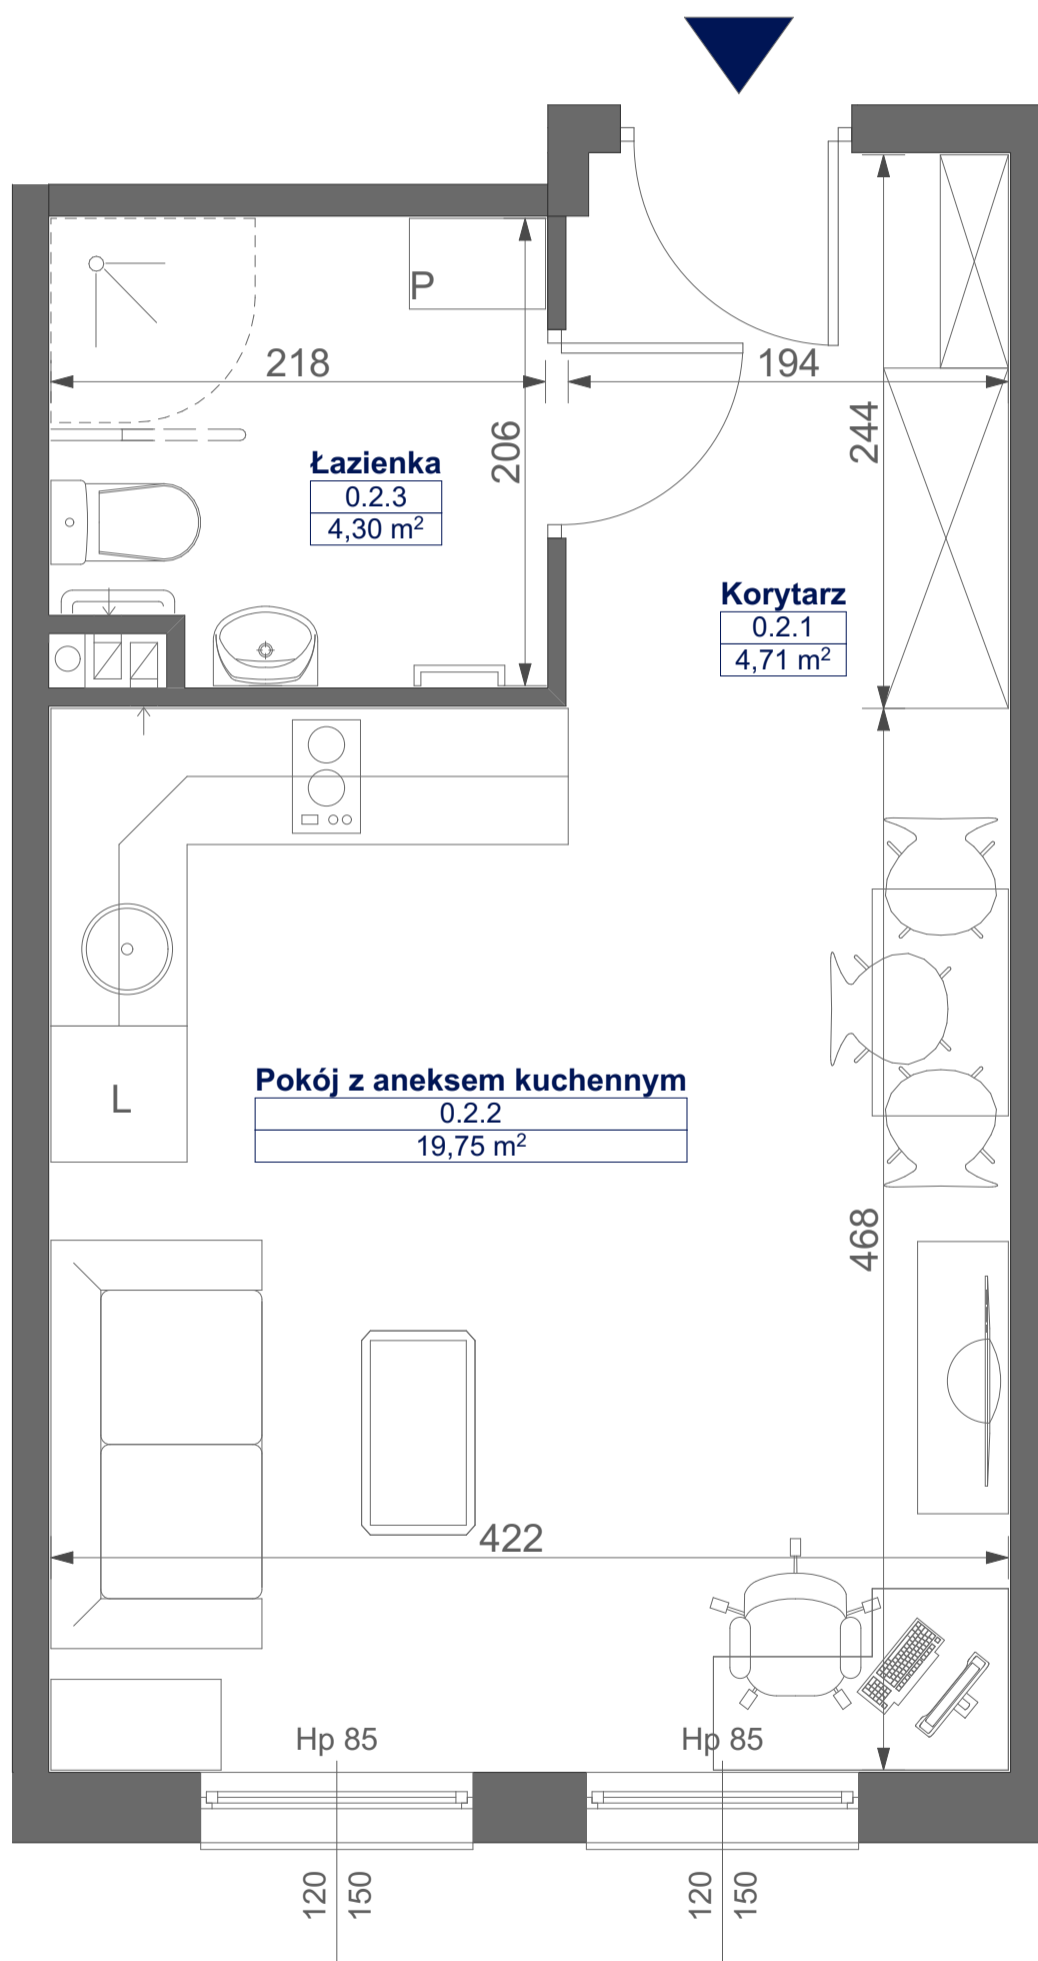 P
218
194
206
244
Łazienka
0.2.3
4,30 m²
Korytarz
0.2.1
4,71 m²
Pokój z aneksem kuchennym
0.2.2
19,75 m²
L
468
422
Hp 85
Hp 85
120
150
120
150